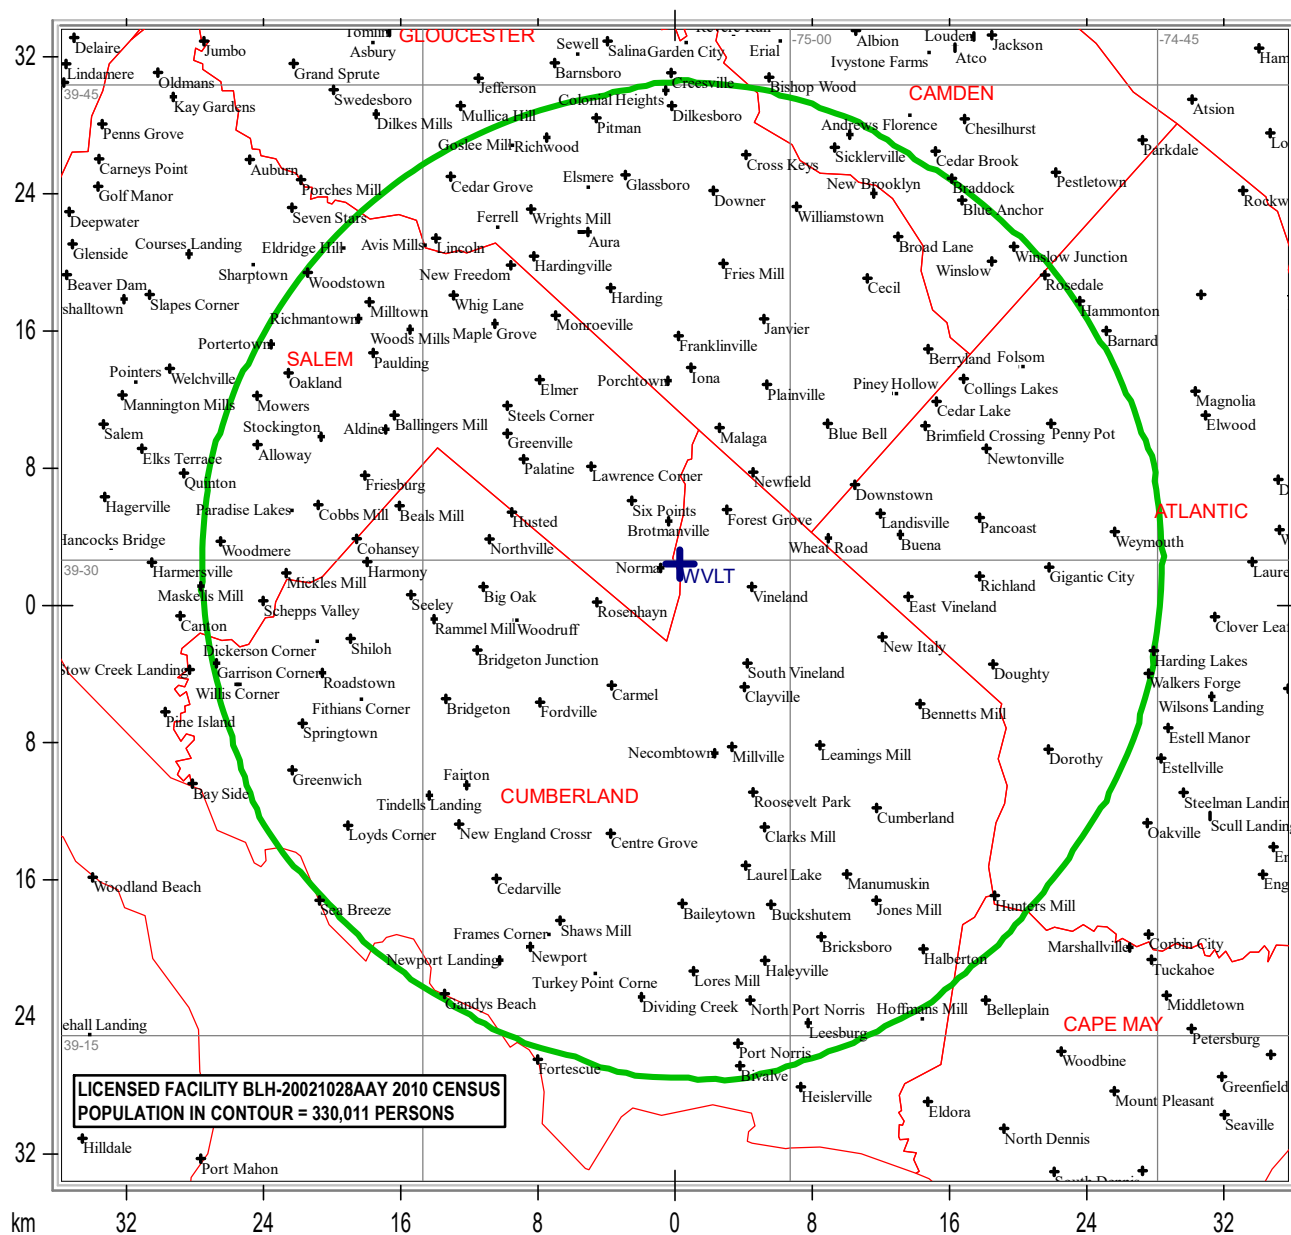 Tomlin
GLOUCESTER
Delaire
Jumbo
Asbury
Sewell
Salina
Garden City
Erial
-75-00
Albion
Louden
Jackson
-74-45
32
Ivystone Farms
Atco
Ham
Lindamere
Oldmans
Grand Sprute
Barnsboro
Creesville
Bishop Wood
39-45
Kay Gardens
Swedesboro
Jefferson
Colonial Heights
CAMDEN
Atsion
Dilkes Mills
Mullica Hill
Pitman
Dilkesboro
Andrews
Florence
Chesilhurst
Penns Grove
Goslee Mill
Richwood
Sicklerville
Cedar Brook
Parkdale
Lo
Carneys Point
Auburn
Cross Keys
Porches Mill
Cedar Grove
Elsmere
Glassboro
New Brooklyn
Braddock
Pestletown
24
Golf Manor
Downer
Rockw
Deepwater
Seven Stars
Ferrell
Wrights Mill
Williamstown
Blue Anchor
Glenside
Courses Landing
Eldridge Hill
Avis Mills
Lincoln
Aura
Broad Lane
Winslow Junction
Sharptown
Woodstown
New Freedom
Hardingville
Fries Mill
Winslow
Beaver Dam
Cecil
Rosedale
shalltown
Slapes Corner
Milltown
Whig Lane
Harding
Hammonton
Richmantown
Woods Mills
Maple Grove
Monroeville
Janvier
16
Portertown
SALEM
Paulding
Franklinville
Barnard
Berryland
Folsom
Pointers
Welchville
Oakland
Elmer
Porchtown
Iona
Plainville
Piney Hollow
Collings Lakes
Mannington Mills
Mowers
Steels Corner
Cedar Lake
Magnolia
Stockington
Aldine
Ballingers Mill
Elwood
Salem
Greenville
Malaga
Blue Bell
Brimfield Crossing
Penny Pot
Elks Terrace
Alloway
Palatine
Newtonville
8
Quinton
Friesburg
Lawrence Corner
Newfield
Downstown
D
Hagerville
Paradise Lakes
Cobbs Mill
Beals Mill
Husted
Six Points
Forest Grove
Landisville
Pancoast
ATLANTIC
Brotmanville
Hancocks Bridge
Woodmere
Cohansey
Northville
Wheat Road
Buena
Weymouth
W
39-30
Harmersville
Mickles Mill
Harmony
Norma
WVLT
Richland
Gigantic City
Laure
Maskells Mill
Big Oak
Vineland
0
Schepps Valley
Seeley
Rosenhayn
East Vineland
Canton
Rammel Mill
Woodruff
Clover Leaf
Dickerson Corner
Shiloh
Bridgeton Junction
New Italy
Stow Creek Landing
Garrison Corner
South Vineland
Doughty
Harding Lakes
Willis Corner
Roadstown
Carmel
Clayville
Walkers Forge
Fithians Corner
Bridgeton
Fordville
Wilsons Landing
Pine Island
Springtown
Bennetts Mill
Estell Manor
8
Necombtown
Millville
Leamings Mill
Dorothy
Greenwich
Fairton
Estellville
Bay Side
Tindells Landing
CUMBERLAND
Roosevelt Park
Steelman Landin
Loyds Corner
New England Crossr
Centre Grove
Clarks Mill
Cumberland
Oakville
Scull Landing
Er
16
Woodland Beach
Cedarville
Laurel Lake
Manumuskin
Eng
Sea Breeze
Baileytown
Buckshutem
Jones Mill
Hunters Mill
Frames Corner
Shaws Mill
Newport
Bricksboro
Halberton
Marshallville
Corbin City
Newport Landing
Haleyville
Tuckahoe
Turkey Point Corne
Lores Mill
Gandys Beach
Dividing Creek
North Port Norris
Hoffmans Mill
Belleplain
Middletown
24
ehall Landing
Leesburg
CAPE MAY
Petersburg
39-15
Port Norris
Woodbine
Fortescue
Bivalve
LICENSED FACILITY BLH-20021028AAY 2010 CENSUS
POPULATION IN CONTOUR = 330,011 PERSONS
Heislerville
Eldora
Mount Pleasant
Greenfield
Seaville
Hilldale
North Dennis
32
Port Mahon
South Dennis
km
32
24
16
8
0
8
16
24
32